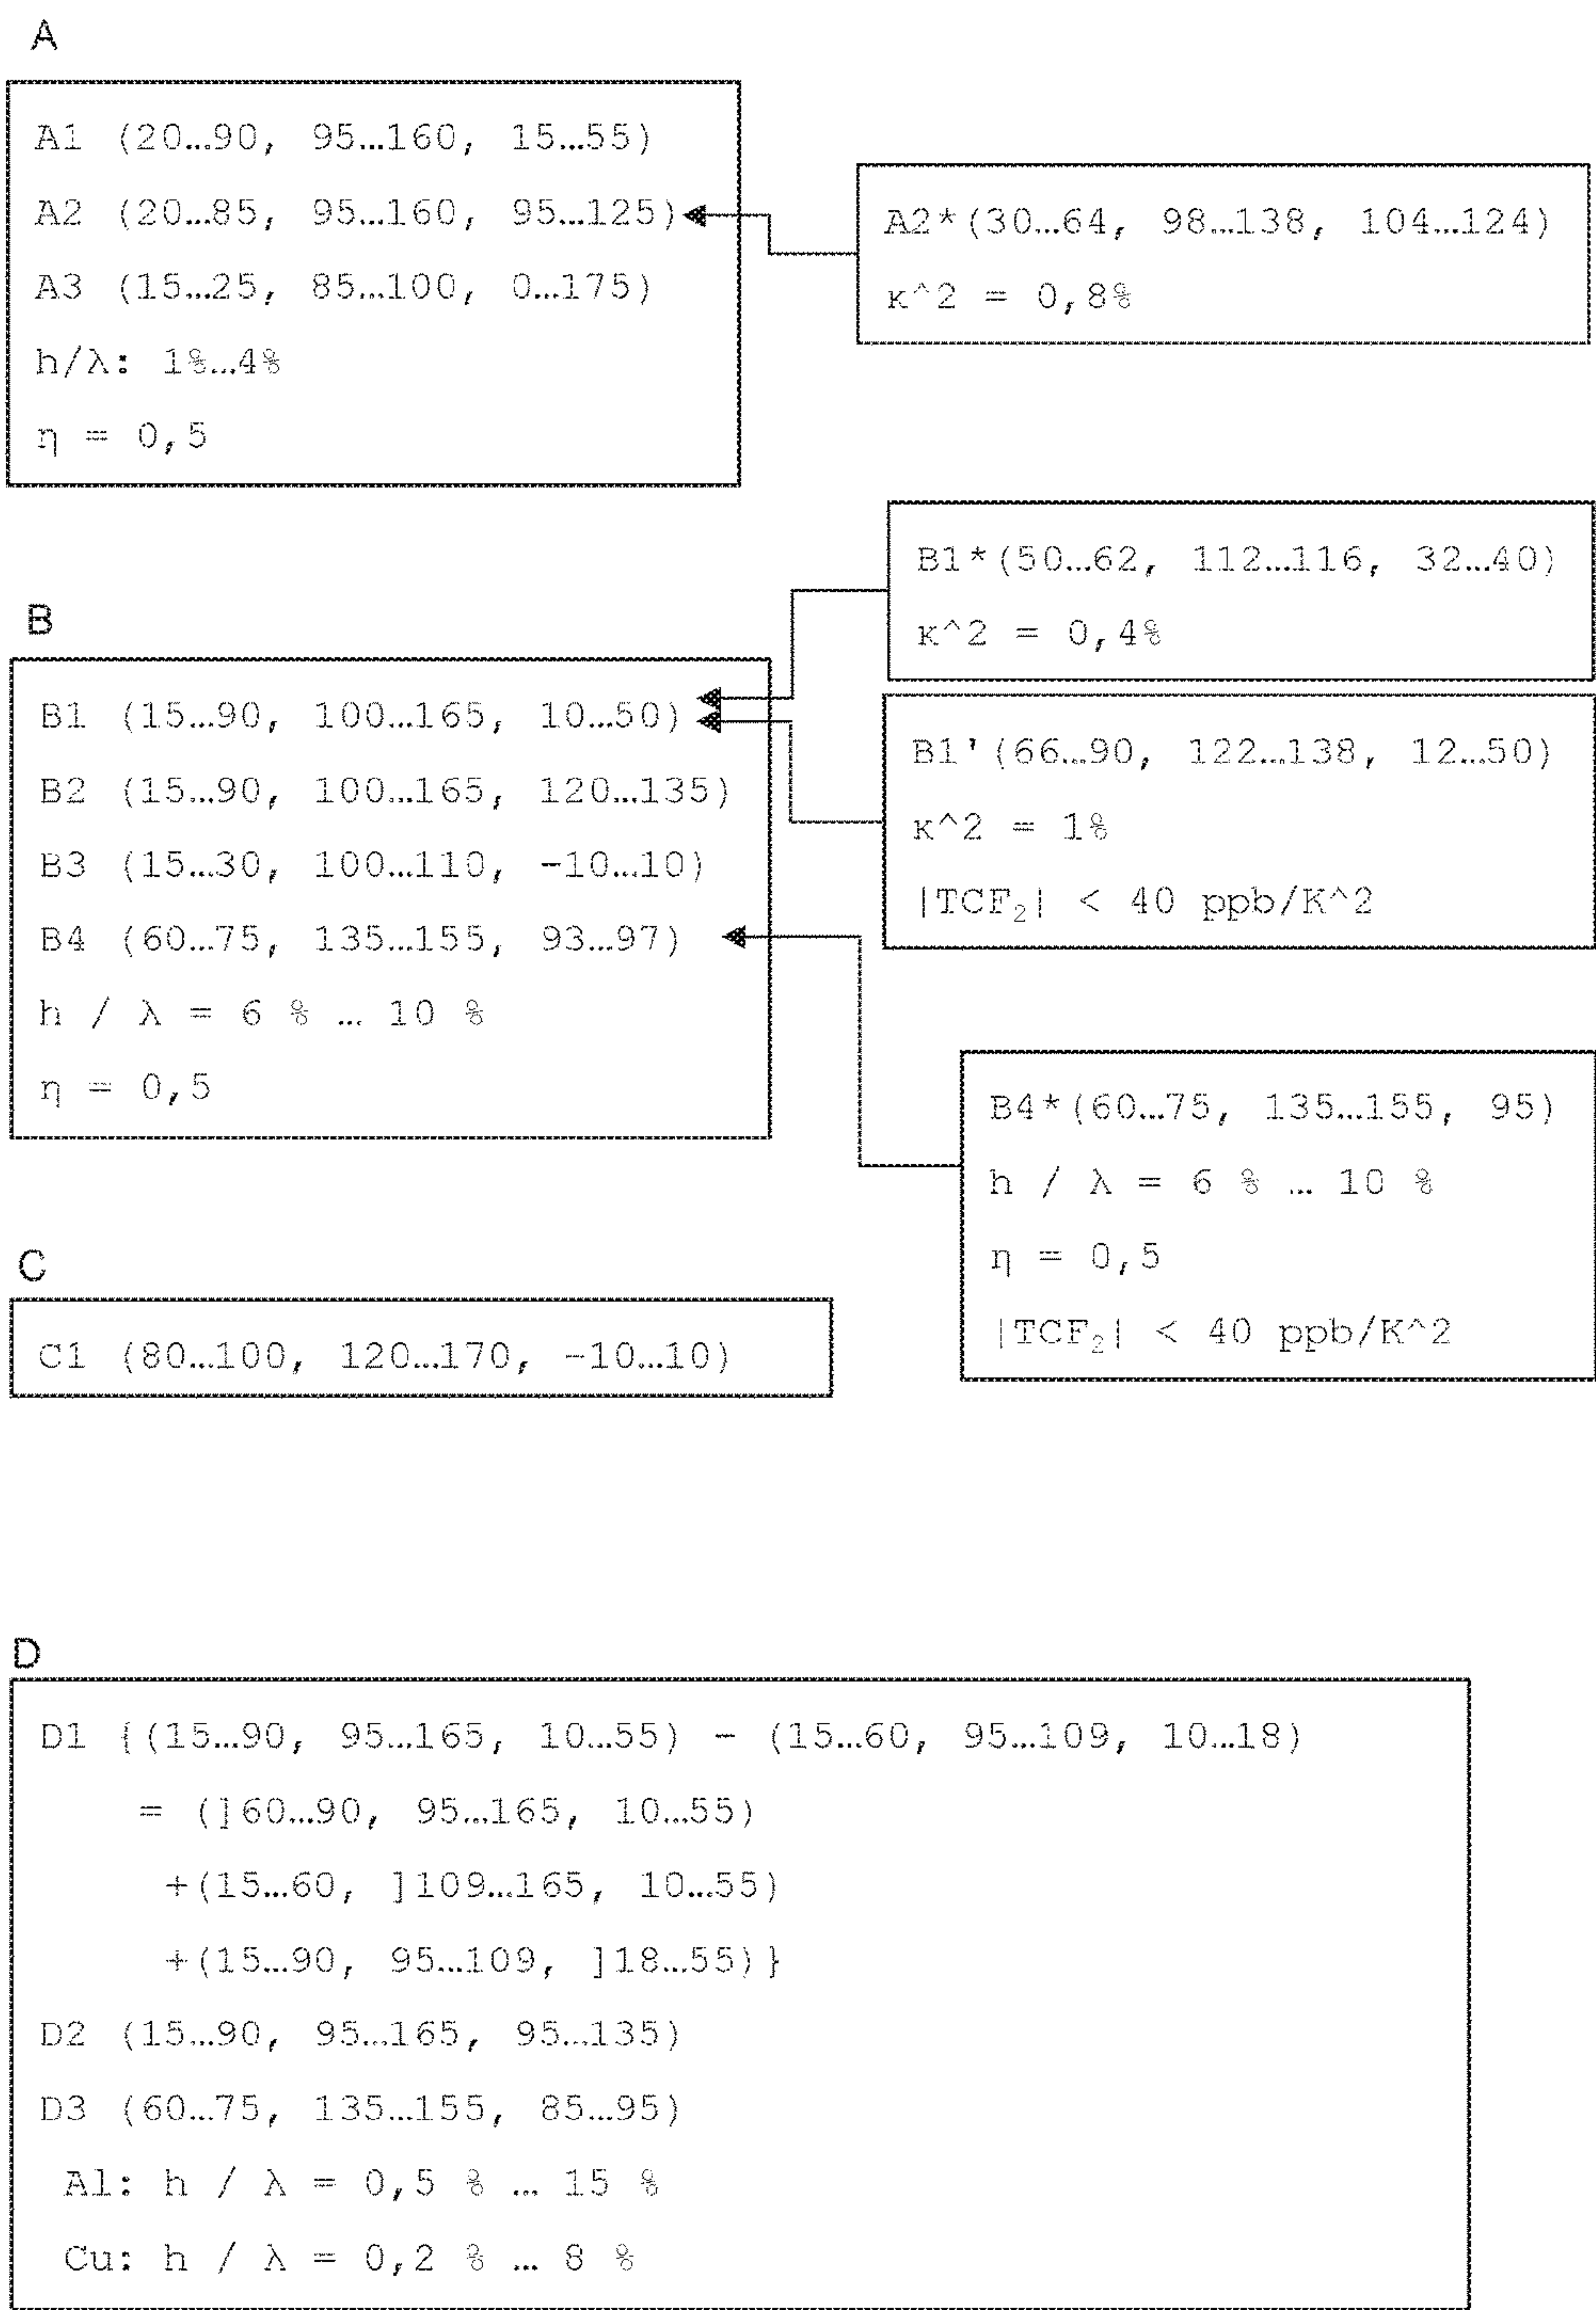 A
A1 (20…90, 95…160, 15…55)
A2 (20…85, 95…160, 95…125)
A3 (15…25, 85…100, 0…175)
h/λ: 1%…4%
η = 0,5
A2*(30…64, 98…138, 104…124)
κ^2 = 0,8%
B
B1 (15…90, 100…165, 10…50)
B2 (15…90, 100…165, 120…135)
B3 (15…30, 100…110, -10…10)
B4 (60…75, 135…155, 93…97)
h / λ = 6 % … 10 %
η = 0,5
B1*(50…62, 112…116, 32…40)
κ^2 = 0,4%
B1'(66…90, 122…138, 12…50)
κ^2 = 1%
|TCF₂| < 40 ppb/K^2
B4*(60…75, 135…155, 95)
h / λ = 6 % … 10 %
η = 0,5
|TCF₂| < 40 ppb/K^2
C
C1 (80…100, 120…170, -10…10)
D
D1 {(15…90, 95…165, 10…55) - (15…60, 95…109, 10…18)
= (]60…90, 95…165, 10…55)
+(15…60, ]109…165, 10…55)
+(15…90, 95…109, ]18…55)}
D2 (15…90, 95…165, 95…135)
D3 (60…75, 135…155, 85…95)
Al: h / λ = 0,5 % … 15 %
Cu: h / λ = 0,2 % … 8 %